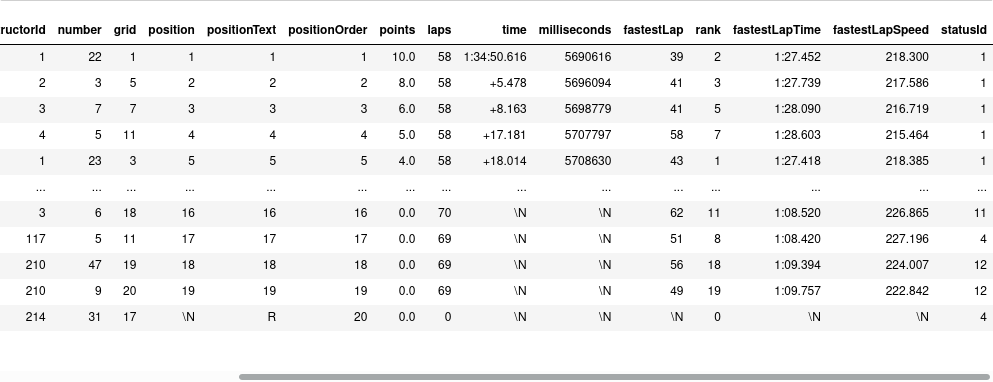 ructorId number grid position positionText positionOrder points laps time milliseconds fastestLap rank fastestLapTime fastestLapSpeed statusId
1 22 1 1 1 1 10.0 58 1:34:50.616 5690616 39 2 1:27.452 218.300 1
2 3 5 2 2 2 8.0 58 +5.478 5696094 41 3 1:27.739 217.586 1
3 7 7 3 3 3 6.0 58 +8.163 5698779 41 5 1:28.090 216.719 1
4 5 11 4 4 4 5.0 58 +17.181 5707797 58 7 1:28.603 215.464 1
1 23 3 5 5 5 4.0 58 +18.014 5708630 43 1 1:27.418 218.385 1
... ... ... ... ... ... ... ... ... ... ... ... ... ... ...
3 6 18 16 16 16 0.0 70 \N \N 62 11 1:08.520 226.865 11
117 5 11 17 17 17 0.0 69 \N \N 51 8 1:08.420 227.196 4
210 47 19 18 18 18 0.0 69 \N \N 56 18 1:09.394 224.007 12
210 9 20 19 19 19 0.0 69 \N \N 49 19 1:09.757 222.842 12
214 31 17 \N R 20 0.0 0 \N \N \N 0 \N \N 4